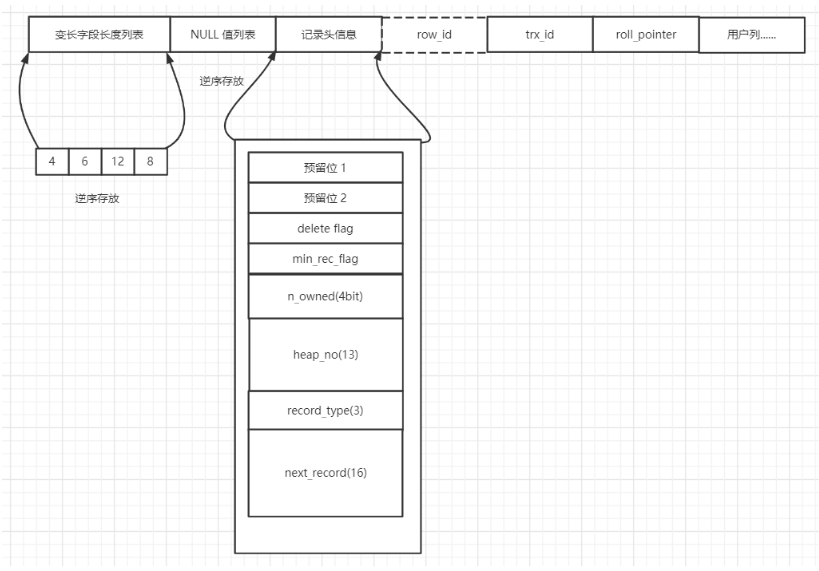 变长字段长度列表
NULL 值列表
记录头信息
row_id
trx_id
roll_pointer
用户列......
逆序存放
4
6
12
8
逆序存放
预留位 1
预留位 2
delete flag
min_rec_flag
n_owned(4bit)
heap_no(13)
record_type(3)
next_record(16)